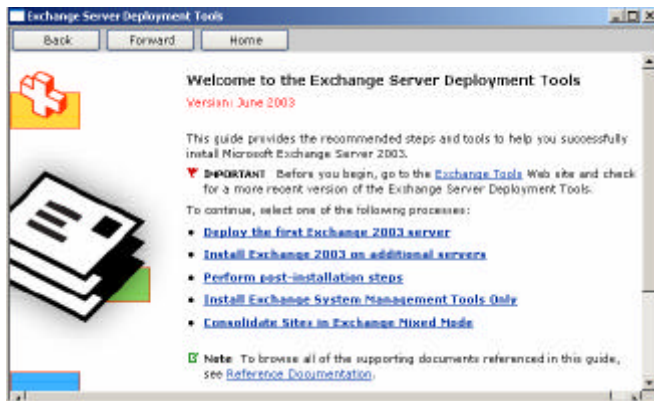 Exchange Server Deployment Tools
Back Forward Home
Welcome to the Exchange Server Deployment Tools
Version: June 2003
This guide provides the recommended steps and tools to help you successfully
install Microsoft Exchange Server 2003.
IMPORTANT Before you begin, go to the Exchange Tools Web site and check
for a more recent version of the Exchange Server Deployment Tools.
To continue, select one of the following processes:
• Deploy the first Exchange 2003 server
• Install Exchange 2003 on additional servers
• Perform post-installation steps
• Install Exchange System Management Tools Only
• Consolidate Sites in Exchange Mixed Mode
Note To browse all of the supporting documents referenced in this guide,
see Reference Documentation.